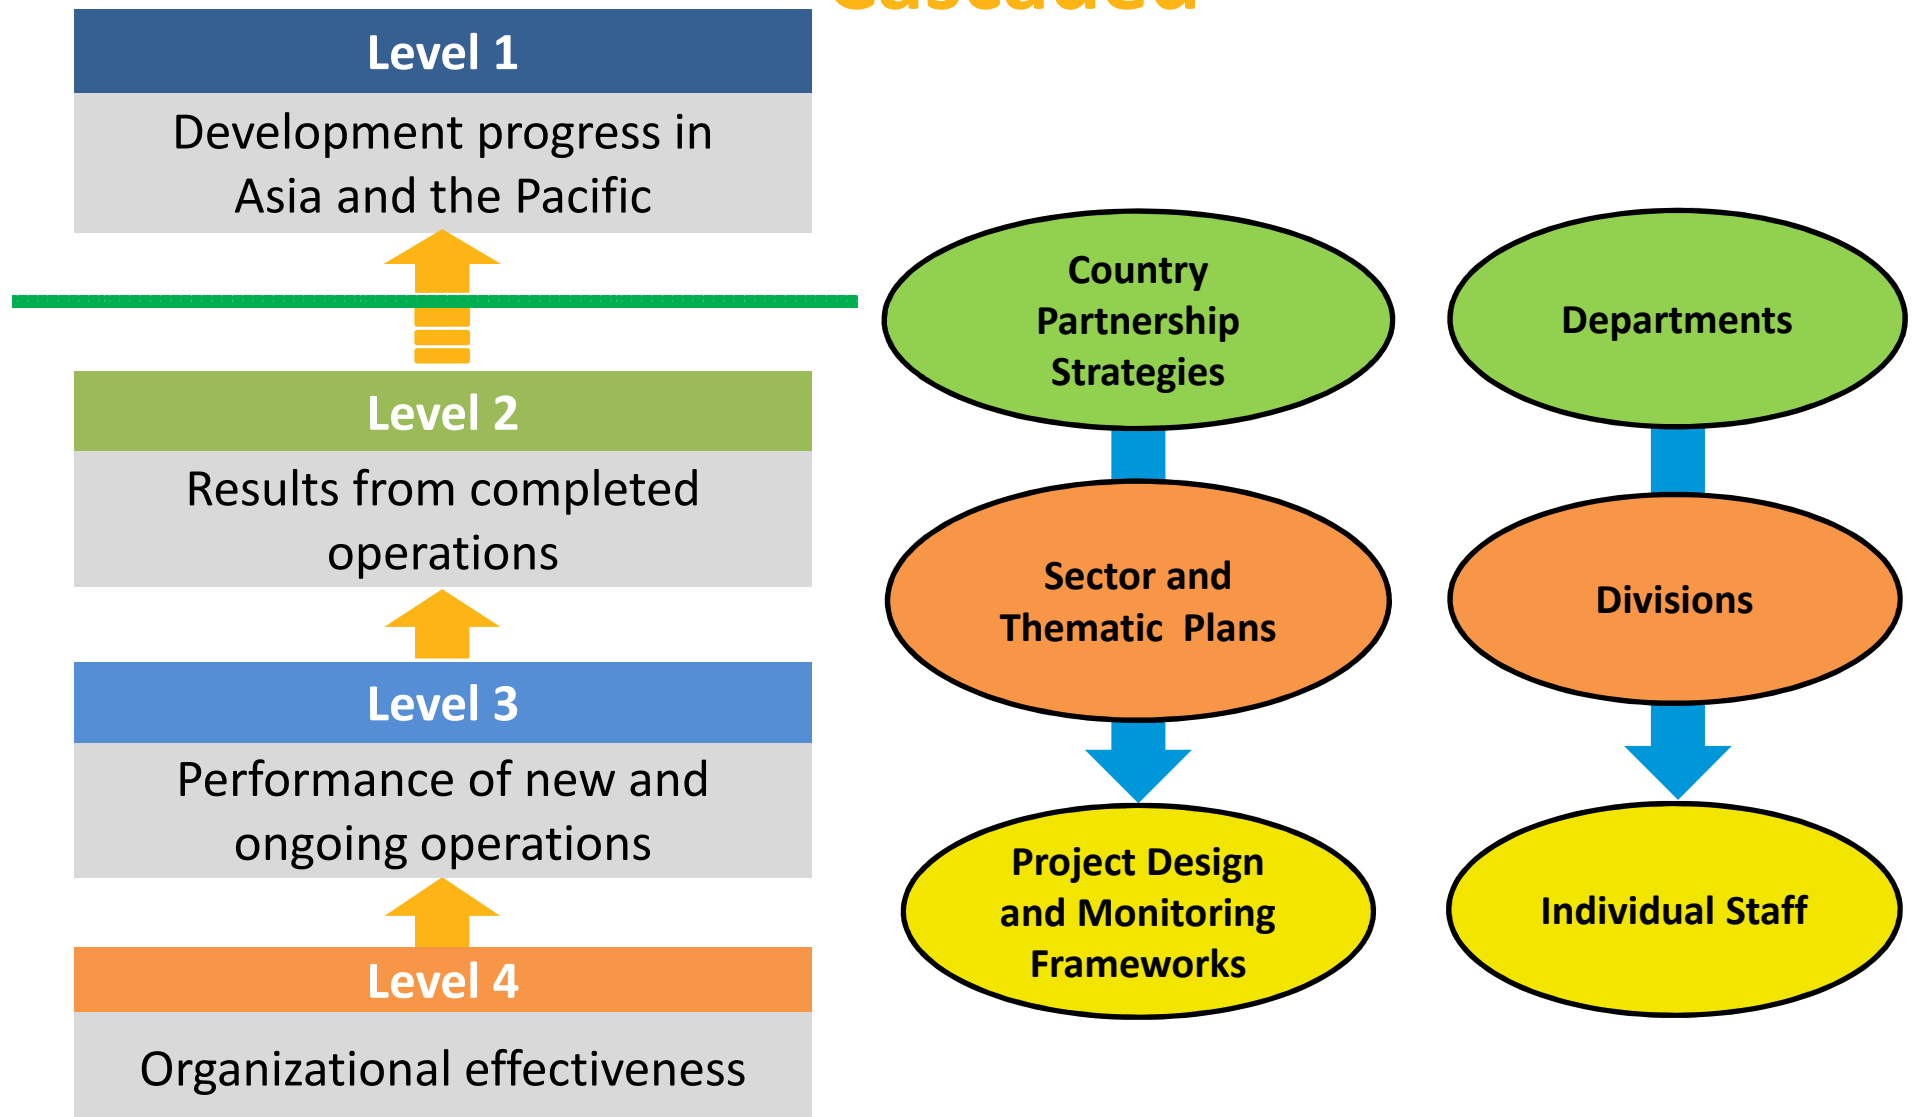 Cascaded
Level 1
Development progress in
Asia and the Pacific
Level 2
Results from completed
operations
Level 3
Performance of new and
ongoing operations
Level 4
Organizational effectiveness
Country
Partnership
Strategies
Sector and
Thematic  Plans
Project Design
and Monitoring
Frameworks
Departments
Divisions
Individual Staff